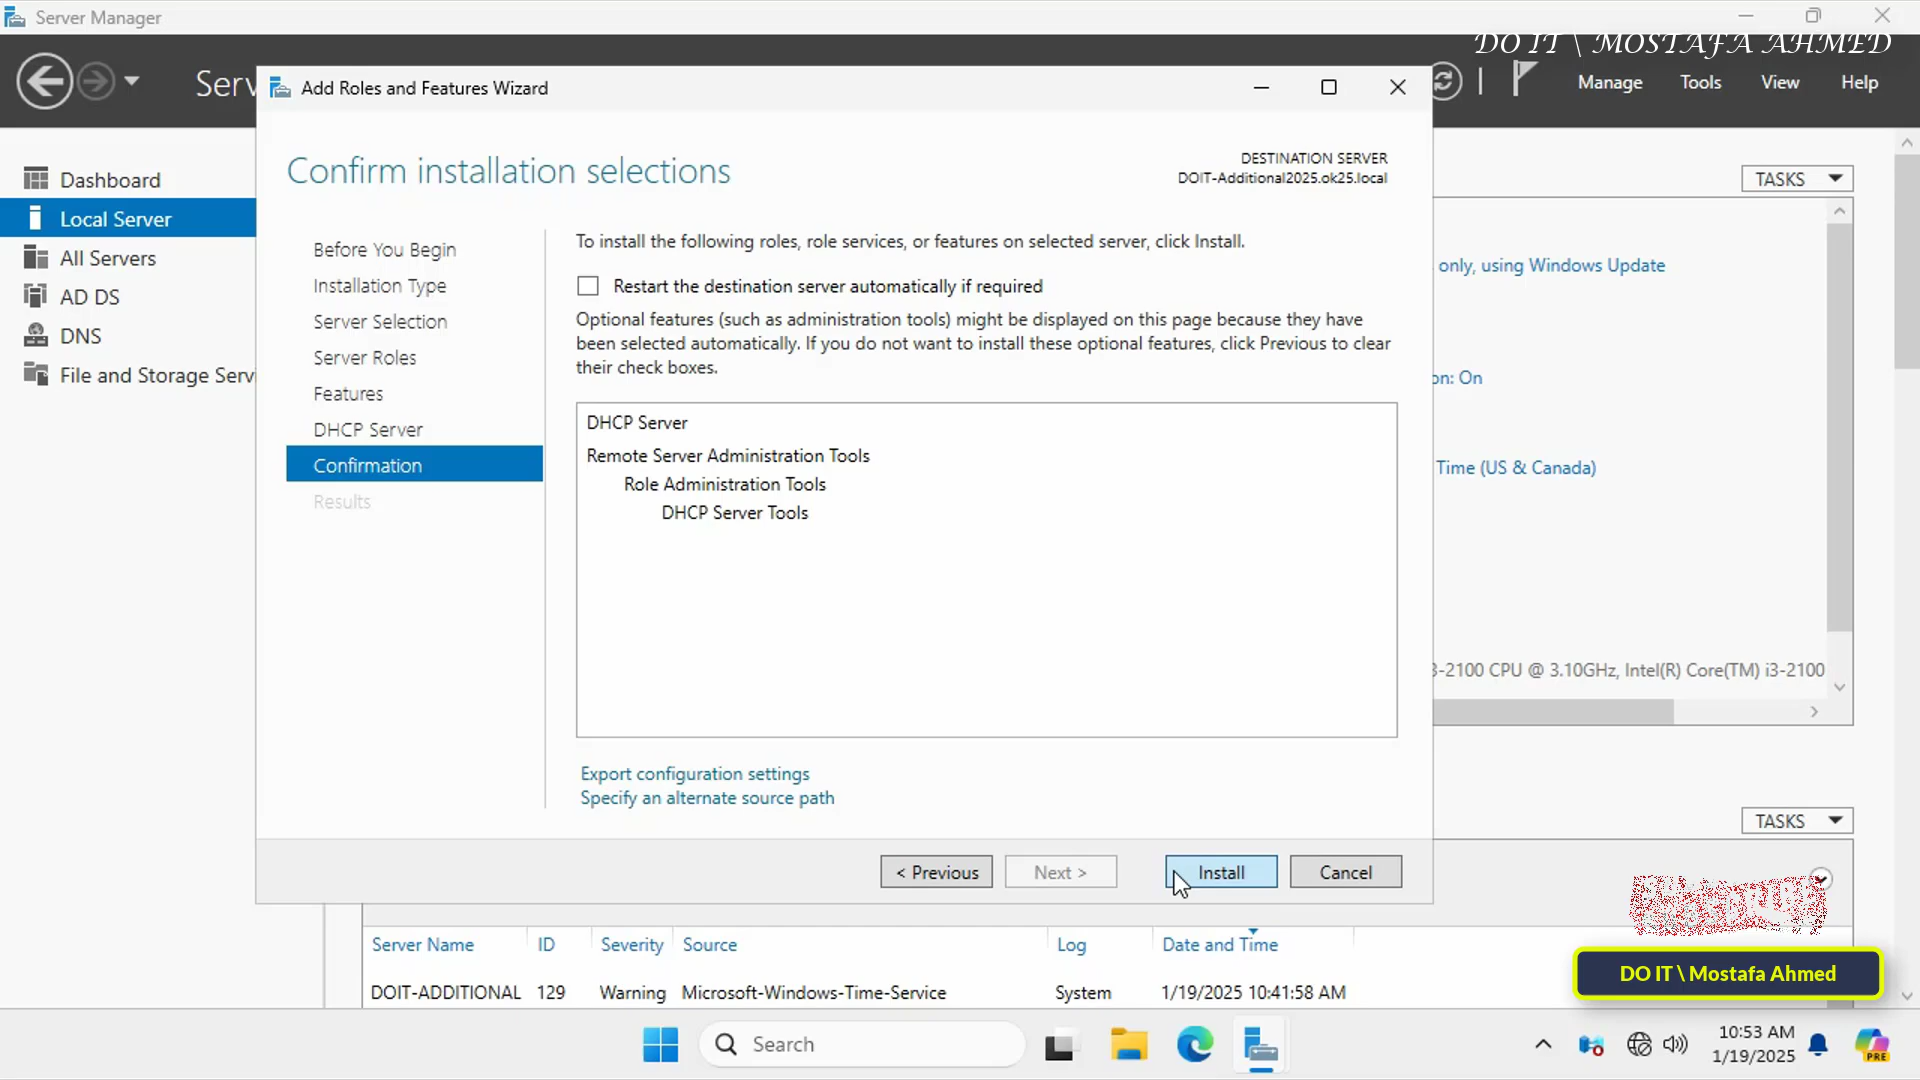 Server Manager
DO IT \ MOSTAFA AHMED
Serv
Manage
Tools
View
Help
Dashboard
Local Server
All Servers
AD DS
DNS
File and Storage Servi
Add Roles and Features Wizard
Confirm installation selections
DESTINATION SERVER
DOIT-Additional2025.ok25.local
Before You Begin
Installation Type
Server Selection
Server Roles
Features
DHCP Server
Confirmation
Results
To install the following roles, role services, or features on selected server, click Install.
Restart the destination server automatically if required
Optional features (such as administration tools) might be displayed on this page because they have
been selected automatically. If you do not want to install these optional features, click Previous to clear
their check boxes.
DHCP Server
Remote Server Administration Tools
Role Administration Tools
DHCP Server Tools
Export configuration settings
Specify an alternate source path
< Previous
Next >
Install
Cancel
TASKS
only, using Windows Update
on: On
Time (US & Canada)
3-2100 CPU @ 3.10GHz, Intel(R) Core(TM) i3-2100
TASKS
Server Name
ID
Severity
Source
Log
Date and Time
DOIT-ADDITIONAL
129
Warning
Microsoft-Windows-Time-Service
System
1/19/2025 10:41:58 AM
DO IT \ Mostafa Ahmed
Search
10:53 AM
1/19/2025
PRE